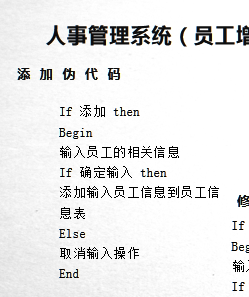 人事管理系统（员工增
添加伪代码
If 添加 then
Begin
输入员工的相关信息
If 确定输入 then
添加输入员工信息到员工信
息表
Else
取消输入操作
End
修
If
Beg
输入
If